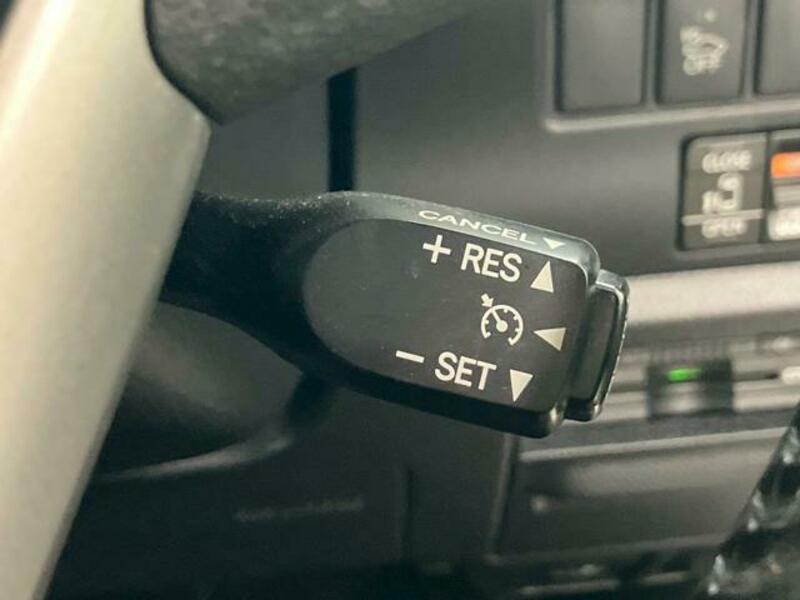 OFF
CLOSE
OPEN
CANCEL
+ RES
− SET